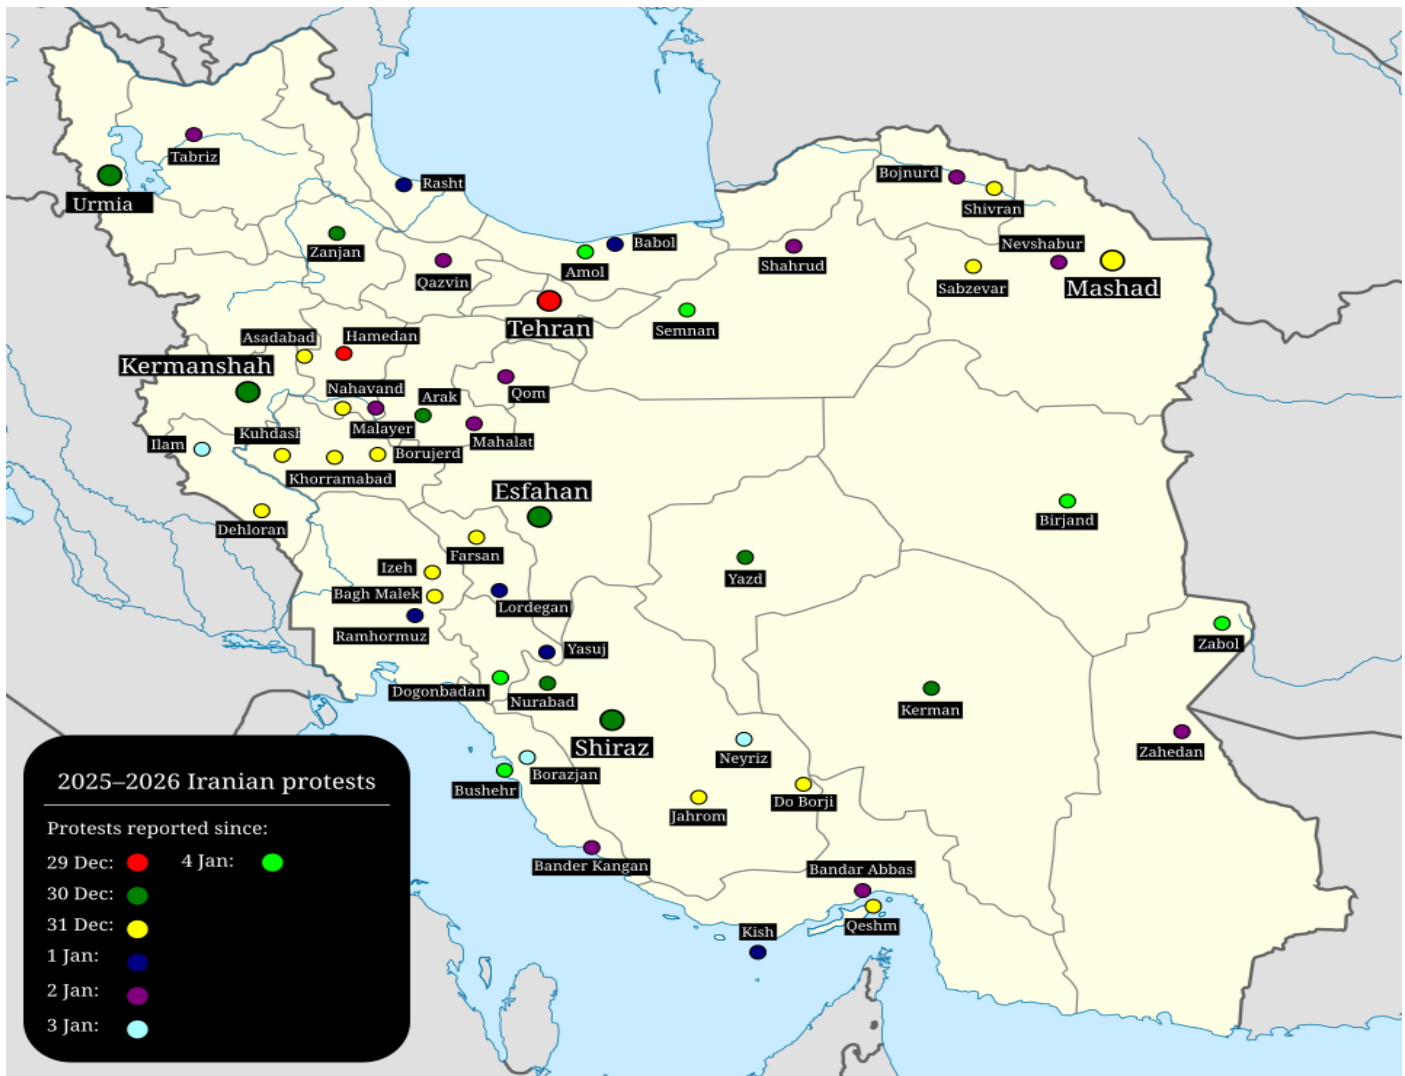 Tabriz
Urmia
Rasht
Zanjan
Qazvin
Babol
Amol
Tehran
Shahrud
Semnan
Bojnurd
Shivran
Nevshabur
Sabzevar
Mashad
Asadabad
Hamedan
Kermanshah
Nahavand
Arak
Qom
Malayer
Mahalat
Ilam
Kuhdash
Borujerd
Khorramabad
Esfahan
Dehloran
Farsan
Izeh
Bagh Malek
Lordegan
Ramhormuz
Yasuj
Dogonbadan
Nurabad
Yazd
Birjand
Zabol
Kerman
Zahedan
Shiraz
Neyriz
Borazjan
Bushehr
Do Borji
Jahrom
Bander Kangan
Bandar Abbas
Qeshm
Kish
2025–2026 Iranian protests
Protests reported since:
29 Dec:
4 Jan:
30 Dec:
31 Dec:
1 Jan:
2 Jan:
3 Jan: